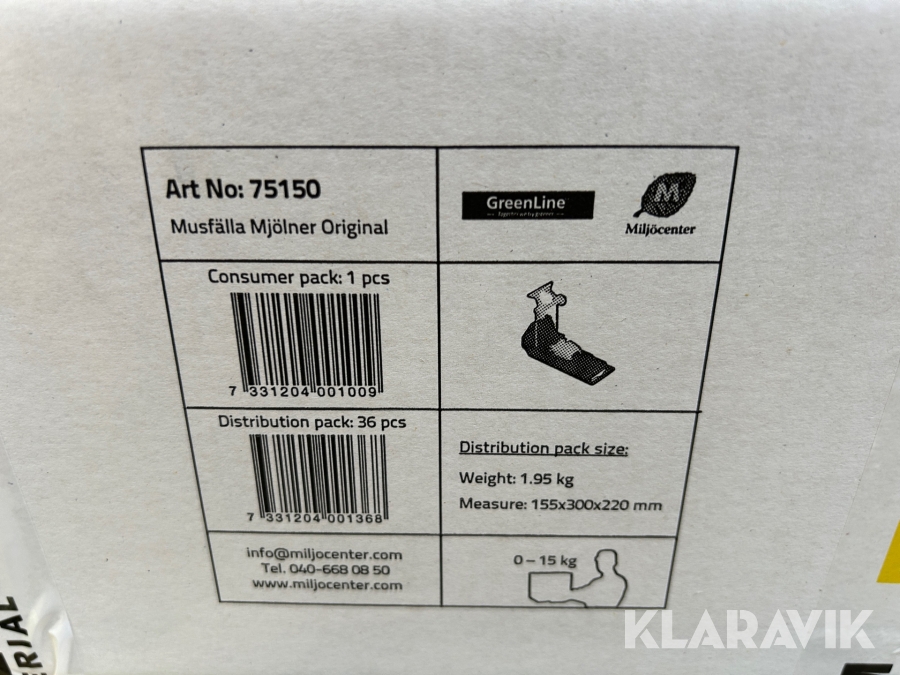 Art No: 75150
Musfälla Mjölner Original
GreenLine
M
Miljöcenter
Consumer pack: 1 pcs
7 331204 001009
Distribution pack: 36 pcs
7 331204 001368
Distribution pack size:
Weight: 1.95 kg
Measure: 155x300x220 mm
info@miljocenter.com
Tel. 040-668 08 50
www.miljocenter.com
0 – 15 kg
KLARAVIK